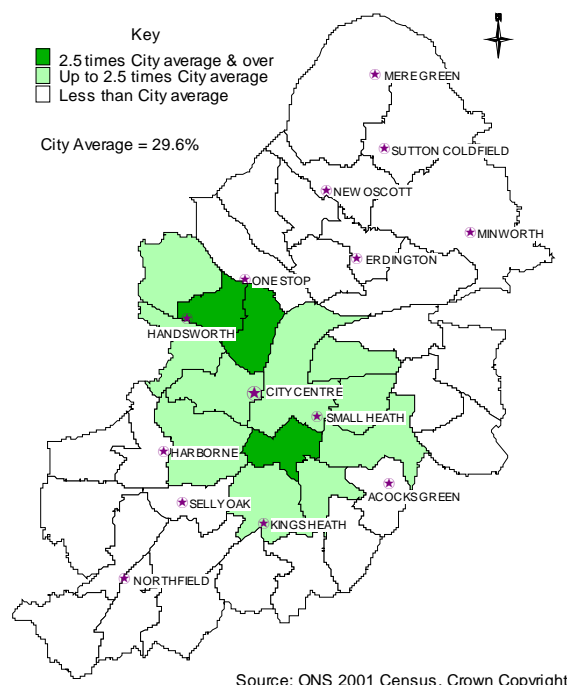 Key
2.5 times City average & over
Up to 2.5 times City average
Less than City average
City Average = 29.6%
MERE GREEN
SUTTON COLDFIELD
NEW OSCOTT
MINWORTH
ERDINGTON
ONE STOP
HANDSWORTH
CITY CENTRE
SMALL HEATH
HARBORNE
ACOCKS GREEN
SELLY OAK
KINGS HEATH
NORTHFIELD
Source: ONS 2001 Census, Crown Copyright